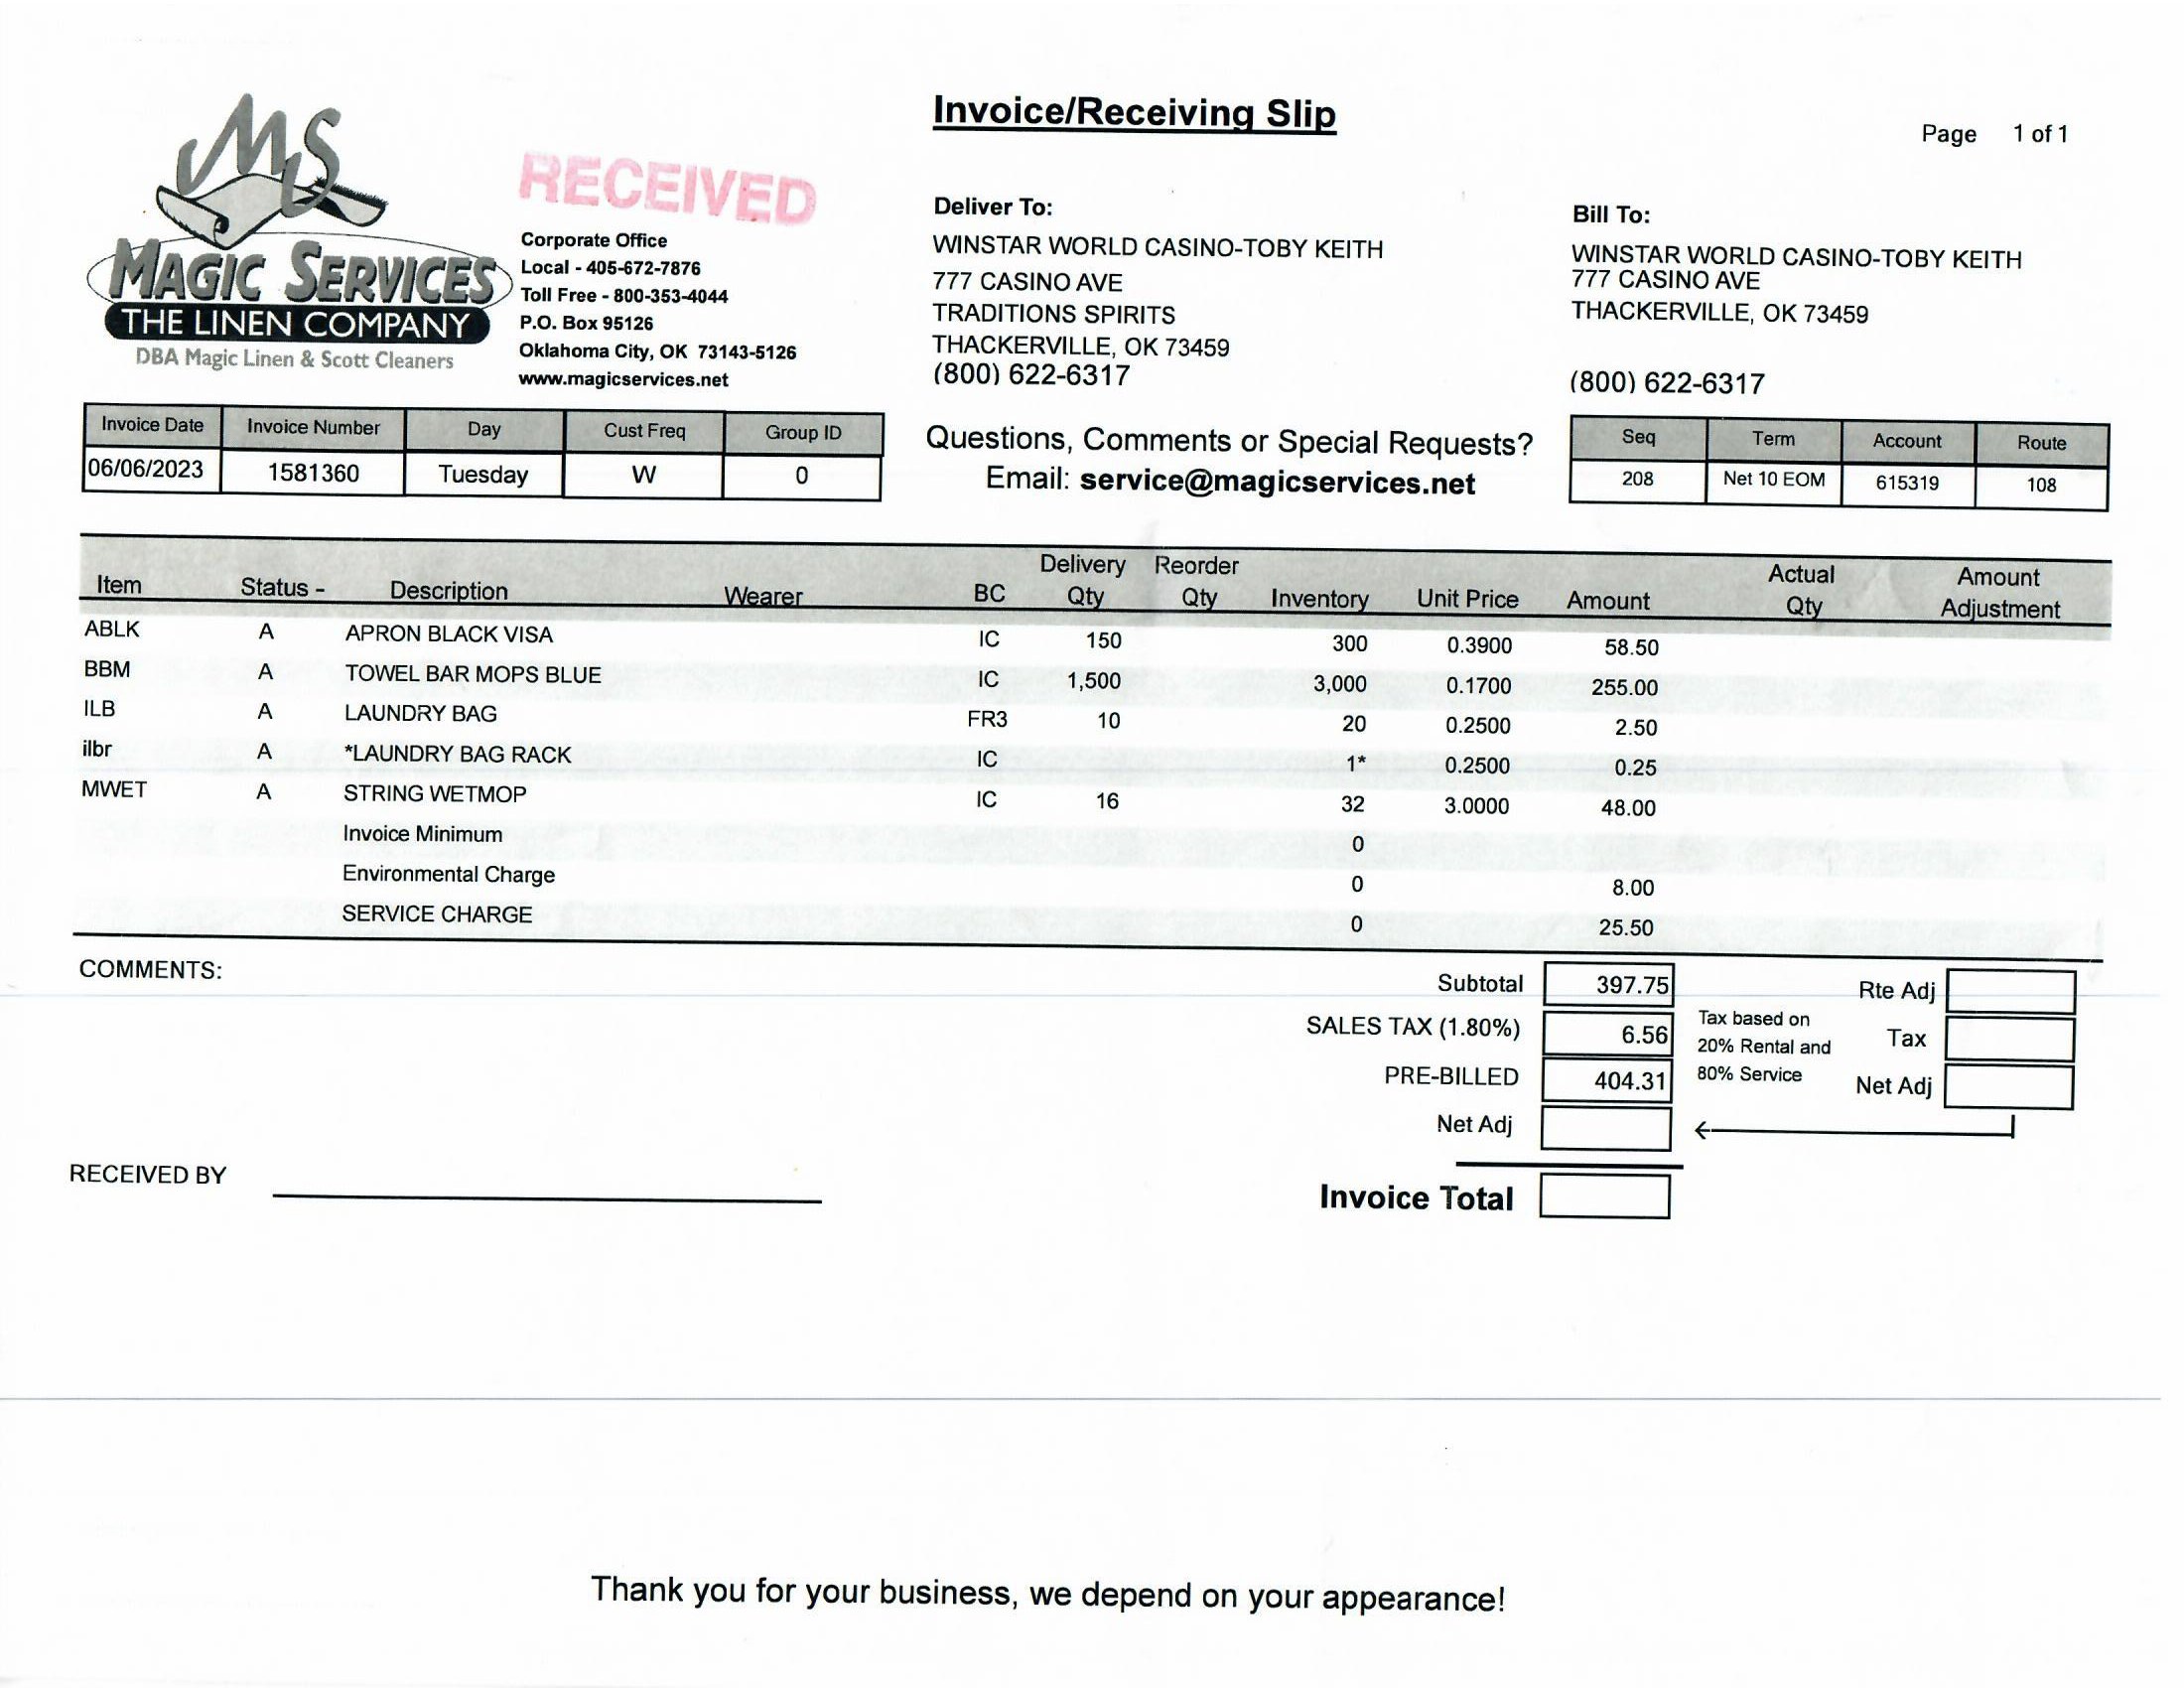 Invoice/Receiving Slip
Page 1 of 1
MS
MAGIC SERVICES
THE LINEN COMPANY
DBA Magic Linen & Scott Cleaners
RECEIVED
Corporate Office
Local - 405-672-7876
Toll Free - 800-353-4044
P.O. Box 95126
Oklahoma City, OK 73143-5126
www.magicservices.net
Deliver To:
WINSTAR WORLD CASINO-TOBY KEITH
777 CASINO AVE
TRADITIONS SPIRITS
THACKERVILLE, OK 73459
(800) 622-6317
Bill To:
WINSTAR WORLD CASINO-TOBY KEITH
777 CASINO AVE
THACKERVILLE, OK 73459
(800) 622-6317
Invoice Date Invoice Number Day Cust Freq Group ID
06/06/2023 1581360 Tuesday W 0
Questions, Comments or Special Requests?
Email: service@magicservices.net
Seq Term Account Route
208 Net 10 EOM 615319 108
Item Status - Description Wearer BC Delivery Qty Reorder Qty Inventory Unit Price Amount Actual Qty Amount Adjustment
ABLK A APRON BLACK VISA IC 150 300 0.3900 58.50
BBM A TOWEL BAR MOPS BLUE IC 1,500 3,000 0.1700 255.00
ILB A LAUNDRY BAG FR3 10 20 0.2500 2.50
ilbr A *LAUNDRY BAG RACK IC 1* 0.2500 0.25
MWET A STRING WETMOP IC 16 32 3.0000 48.00
Invoice Minimum 0
Environmental Charge 0 8.00
SERVICE CHARGE 0 25.50
COMMENTS:
Subtotal 397.75 Rte Adj
SALES TAX (1.80%) 6.56 Tax based on 20% Rental and 80% Service Tax
PRE-BILLED 404.31 Net Adj
Net Adj
RECEIVED BY
Invoice Total
Thank you for your business, we depend on your appearance!